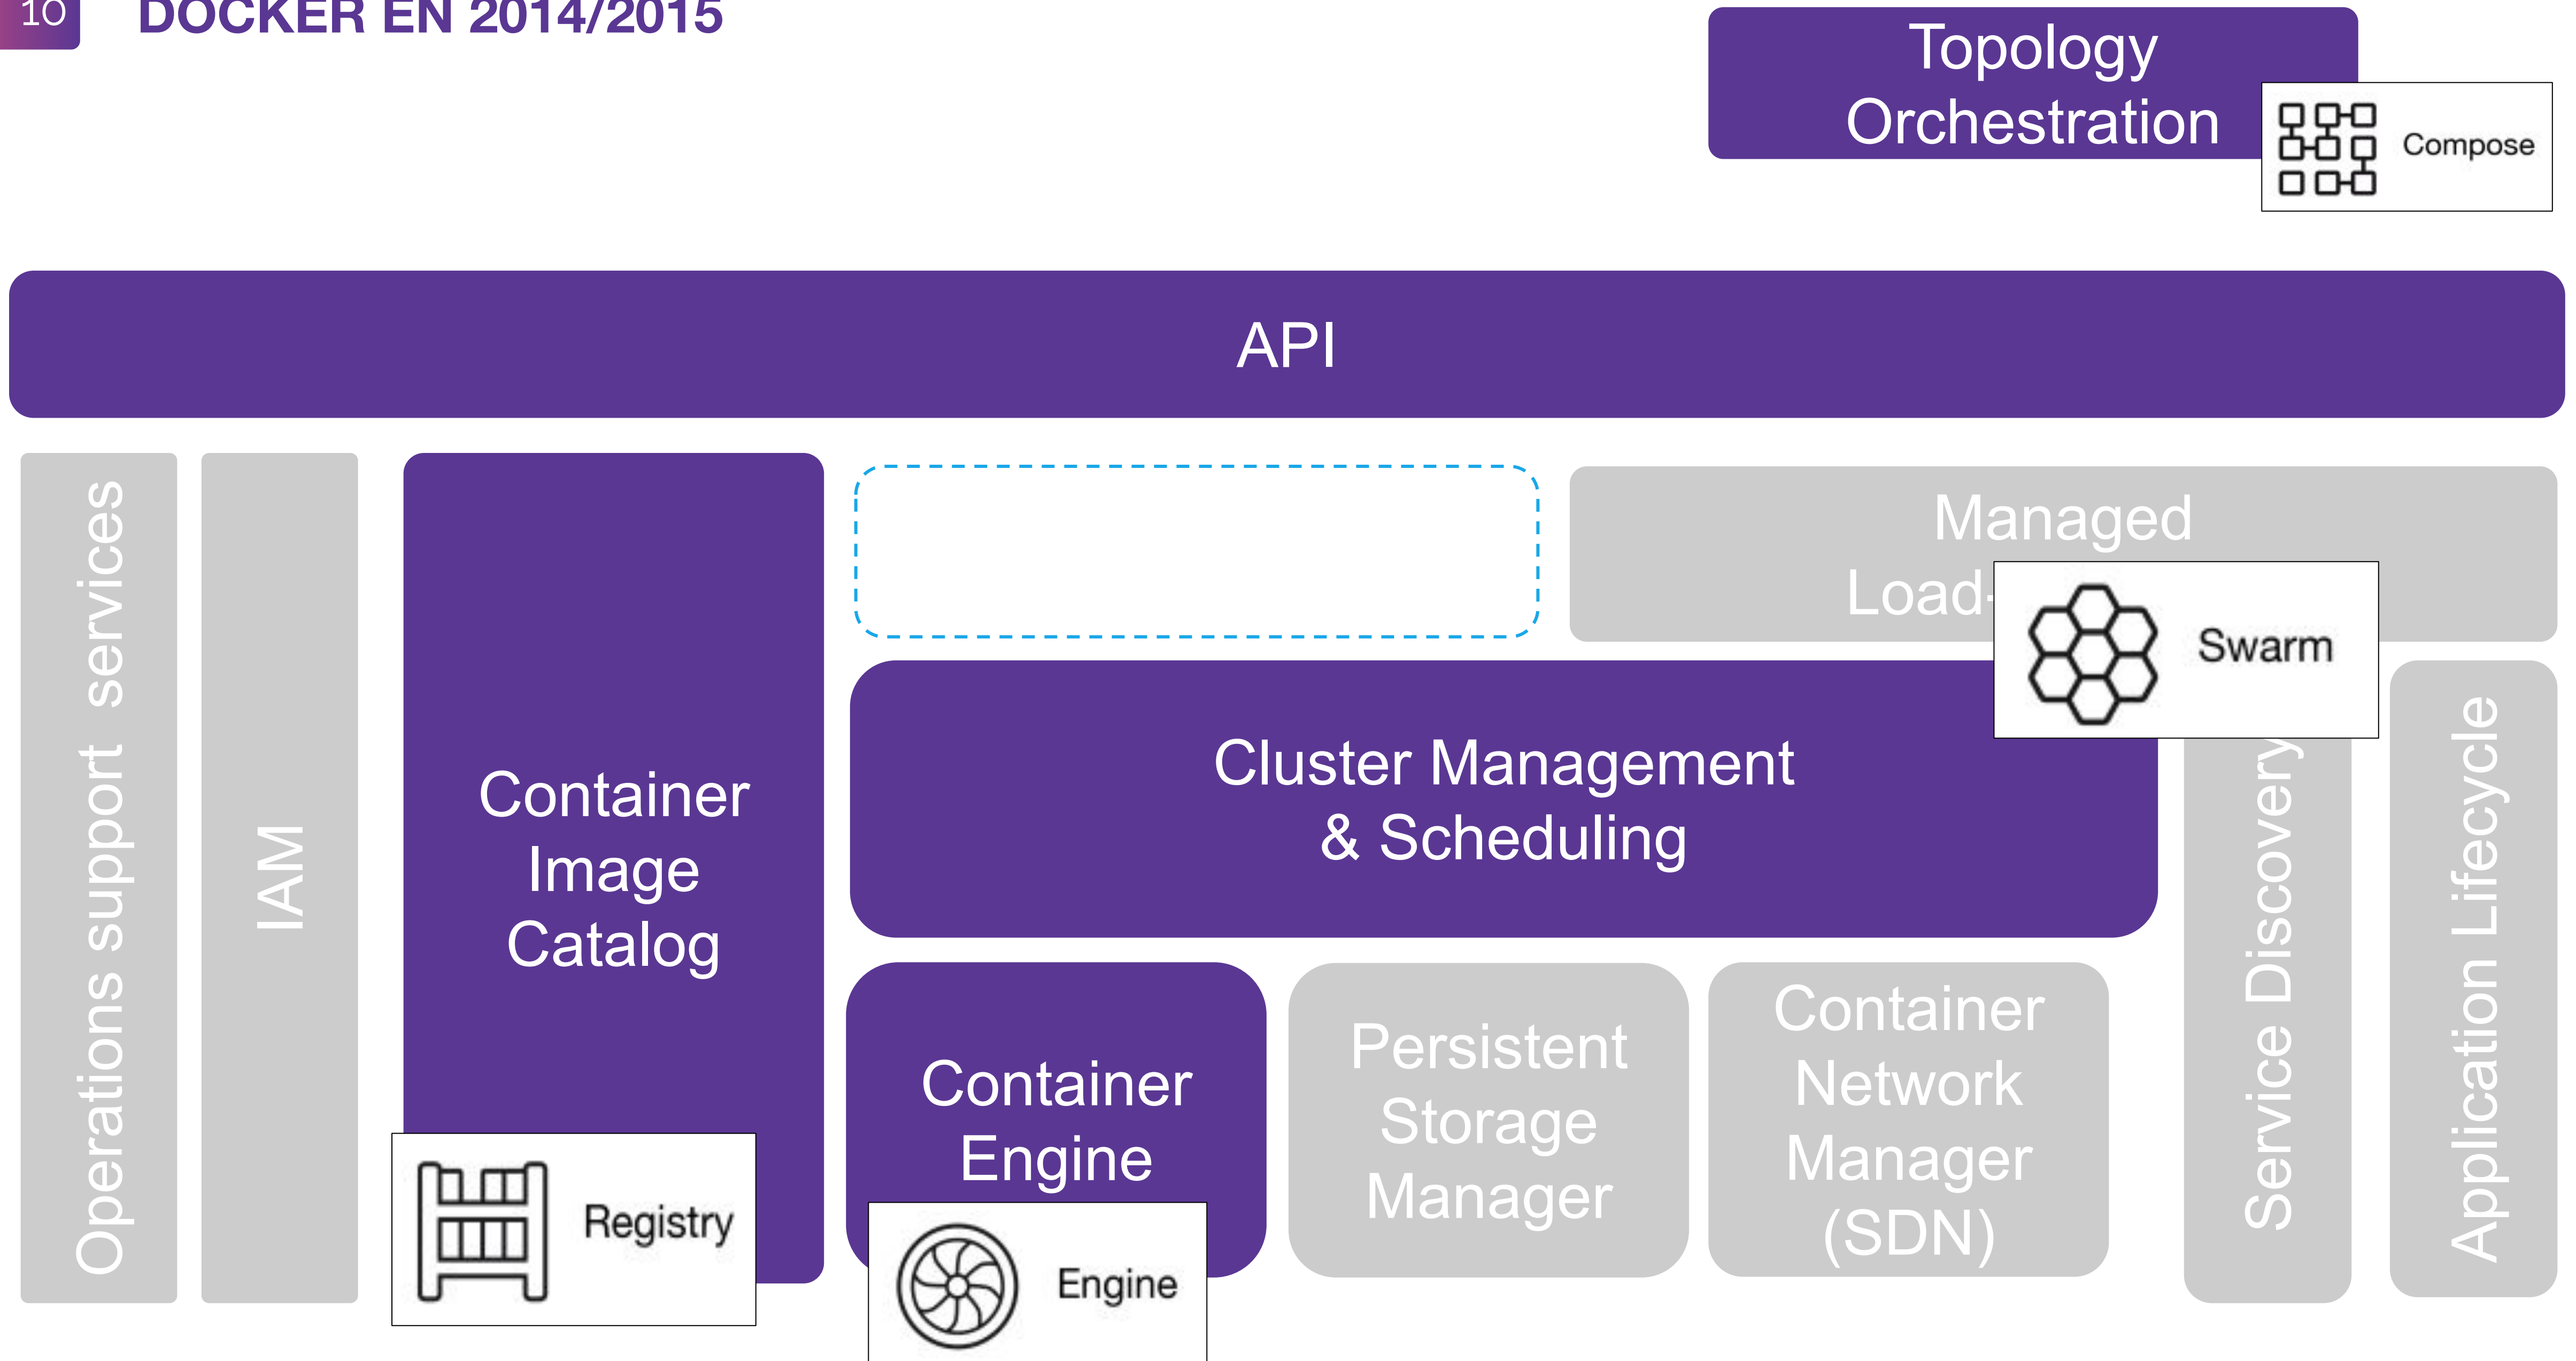 10
DOCKER EN 2014/2015
Topology
Orchestration
Compose
API
Operations support services
IAM
Container
Image
Catalog
Registry
Managed
Load-
Swarm
Cluster Management
& Scheduling
Container
Engine
Engine
Persistent
Storage
Manager
Container
Network
Manager
(SDN)
Service Discovery
Application Lifecycle